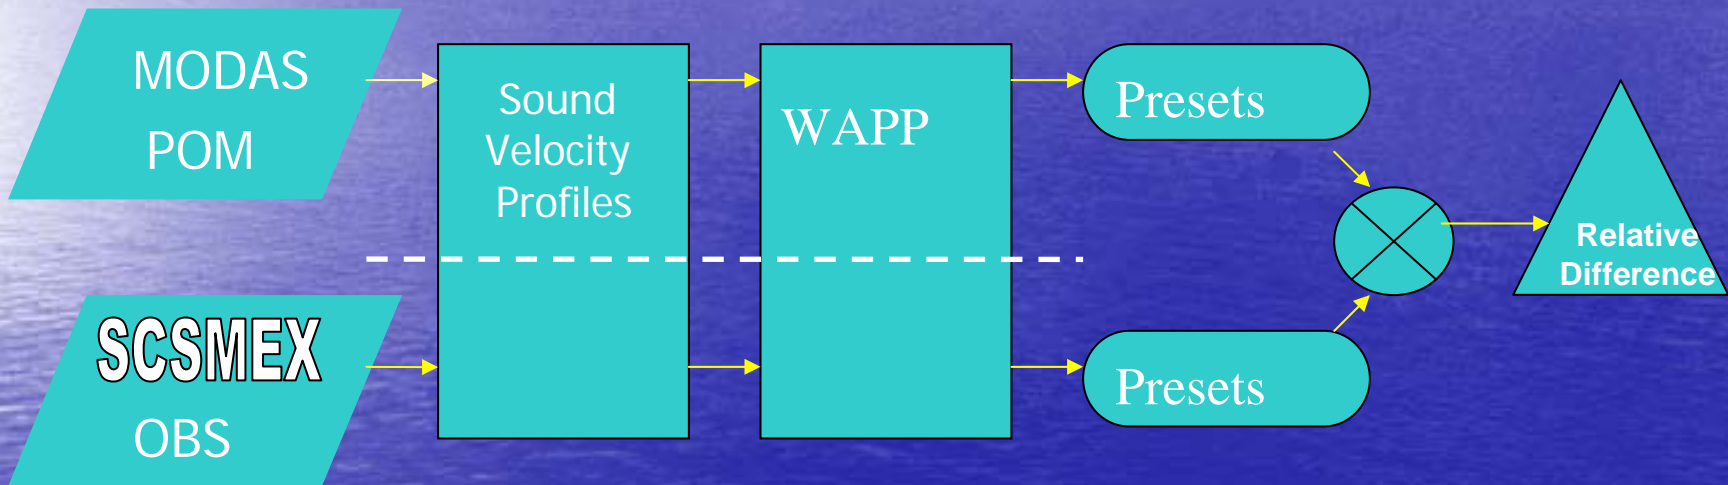 MODAS
POM
Sound
Velocity
Profiles
WAPP
Presets
Relative
Difference
SCSMEX
OBS
Presets